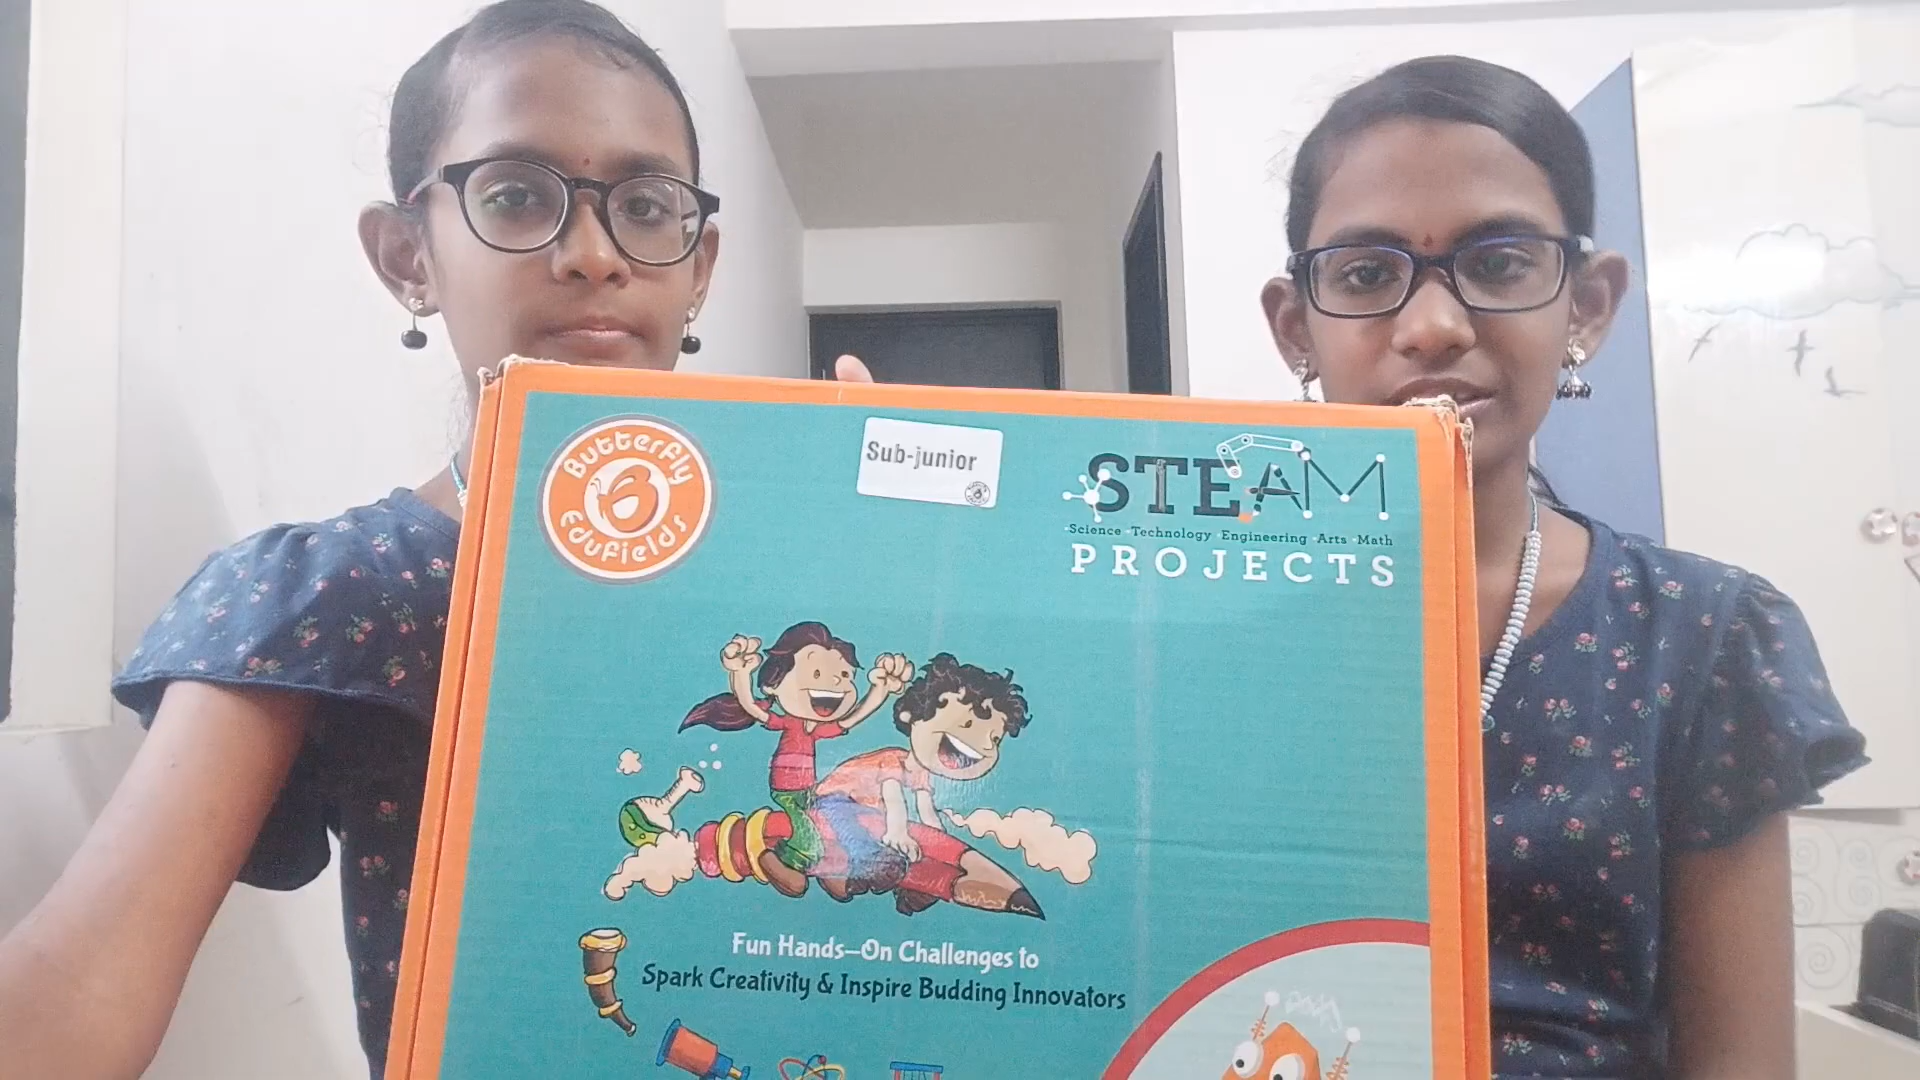 Butterfly
Edufields
Sub-junior
STEAM
Science Technology Engineering Arts Math
PROJECTS
Fun Hands-On Challenges to
Spark Creativity & Inspire Budding Innovators